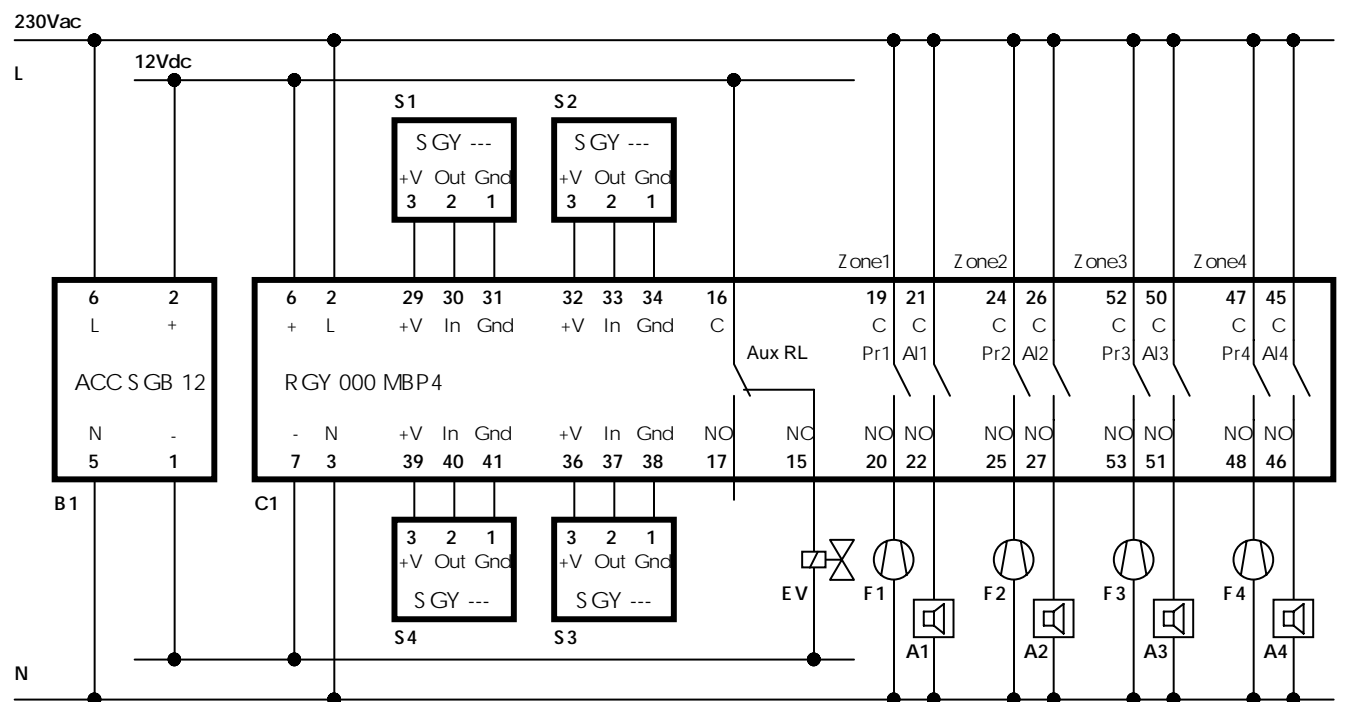 230Vac
L
12Vdc
S1 S2
SGY --- SGY ---
+V Out Gnd +V Out Gnd
3 2 1 3 2 1
Zone1 Zone2 Zone3 Zone4
6 2 6 2 29 30 31 32 33 34 16 19 21 24 26 52 50 47 45
L + + L +V In Gnd +V In Gnd C C C C C C C C C
Aux RL Pr1 Al1 Pr2 Al2 Pr3 Al3 Pr4 Al4
ACC SGB 12 RGY 000 MBP4
N - - N +V In Gnd +V In Gnd NO NC NO NO NO NO NO NO NO NO
5 1 7 3 39 40 41 36 37 38 17 15 20 22 25 27 53 51 48 46
B1 C1
3 2 1 3 2 1
+V Out Gnd +V Out Gnd
SGY --- SGY ---
EV F1 F2 F3 F4
S4 S3
A1 A2 A3 A4
N